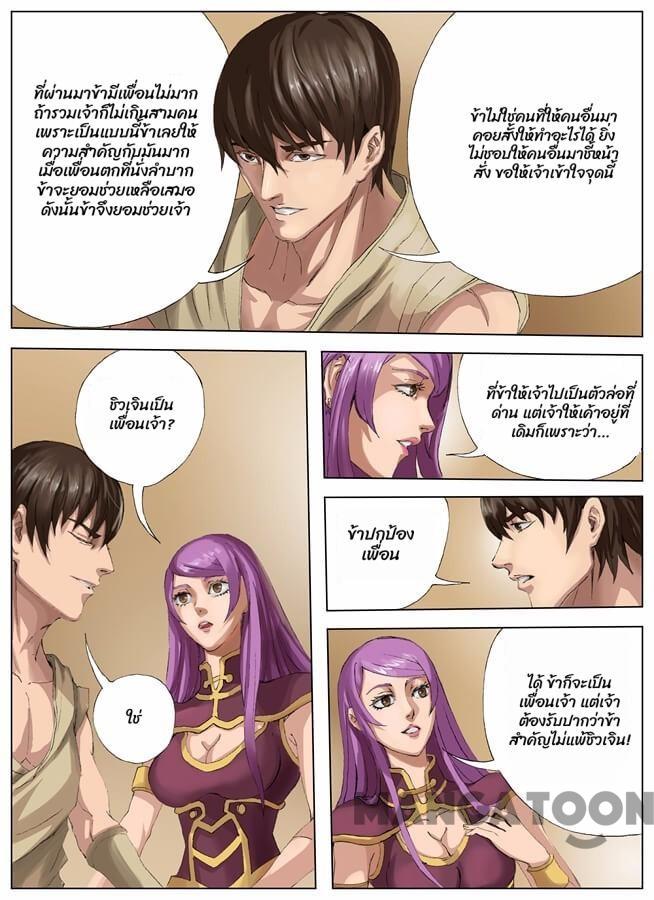 ที่ผ่านมาข้ามีเพื่อนไม่มาก
ถ้ารวมเจ้าก็ไม่เกินสามคน
เพราะเป็นแบบนี้ข้าเลยให้
ความสำคัญกับมันมาก
เมื่อเพื่อนตกที่นั่งลำบาก
ข้าจะยอมช่วยเหลือเสมอ
ดังนั้นข้าจึงยอมช่วยเจ้า
ข้าไม่ใช่คนที่ให้คนอื่นมา
คอยสั่งให้ทำอะไรได้ ยิ่ง
ไม่ชอบให้คนอื่นมาชี้หน้า
สั่ง ขอให้เจ้าเข้าใจจุดนี้
ชิวเจินเป็น
เพื่อนเจ้า?
ใช่
ที่ข้าให้เจ้าไปเป็นตัวล่อที่
ด่าน แต่เจ้าให้เค้าอยู่ที่
เดิมก็เพราะว่า...
ข้าปกป้อง
เพื่อน
ได้ ข้าก็จะเป็น
เพื่อนเจ้า แต่เจ้า
ต้องรับปากว่าข้า
สำคัญไม่แพ้ชิวเจิน!
MANGATOON